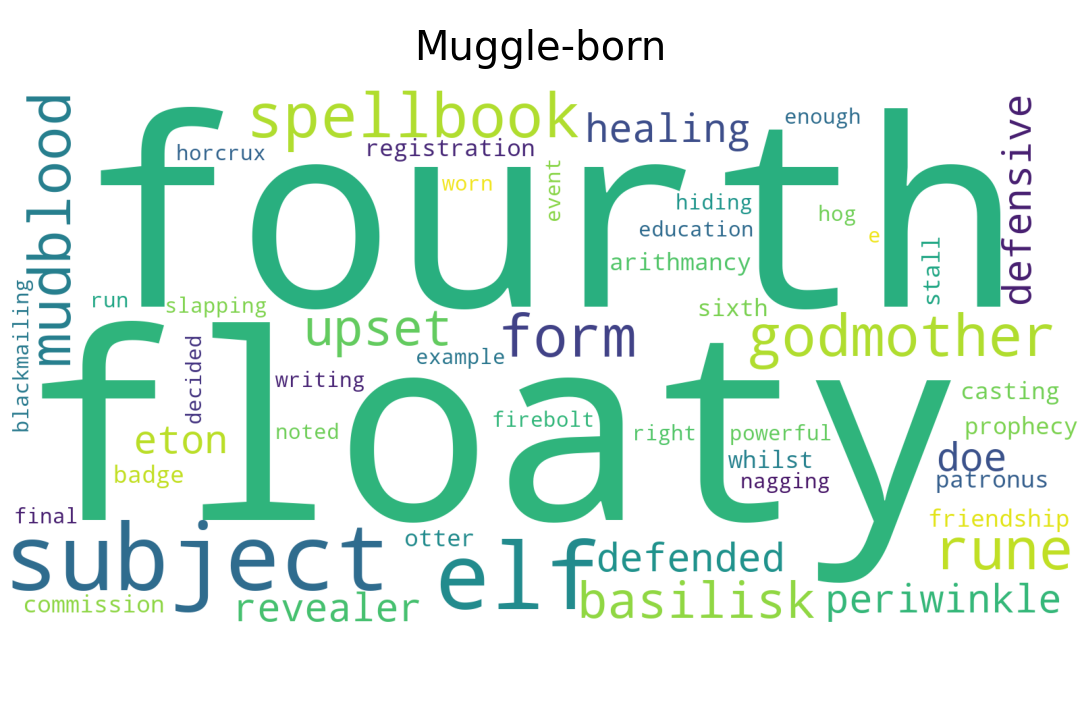 Muggle-born
mudblood
fourth
spellbook
healing
enough
defensive
horcrux
registration
worn
event
hiding
education
hog
e
arithmancy
stall
blackmailing
run
slapping
sixth
upset
form
godmother
example
floaty
decided
writing
casting
firebolt
noted
right
powerful
prophecy
eton
badge
whilst
nagging
doe
patronus
final
friendship
subject
otter
elf
defended
rune
commission
revealer
basilisk
periwinkle